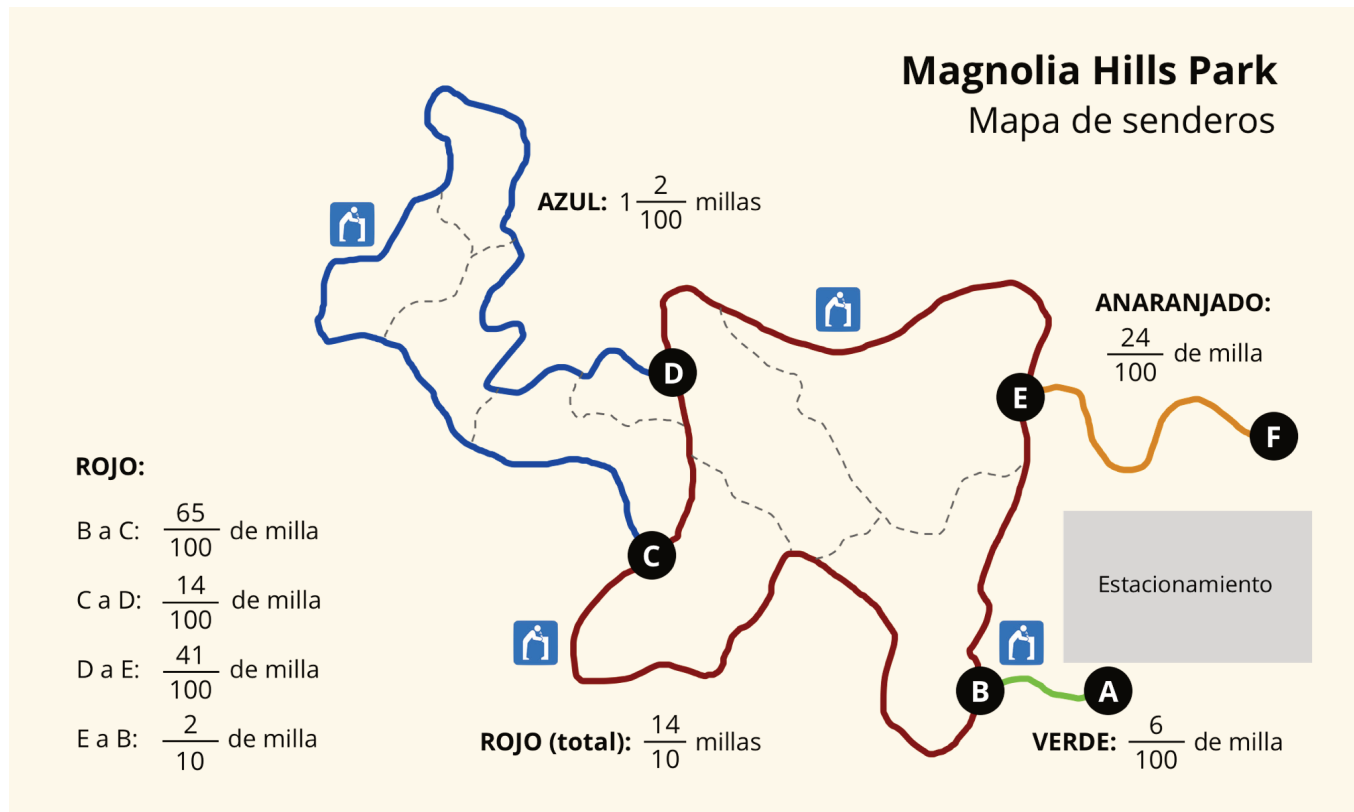 Magnolia Hills Park
Mapa de senderos
AZUL: 1 2/100 millas
ANARANJADO:
24/100 de milla
D
E
F
C
B
A
Estacionamiento
ROJO:
B a C: 65/100 de milla
C a D: 14/100 de milla
D a E: 41/100 de milla
E a B: 2/10 de milla
ROJO (total): 14/10 millas
VERDE: 6/100 de milla